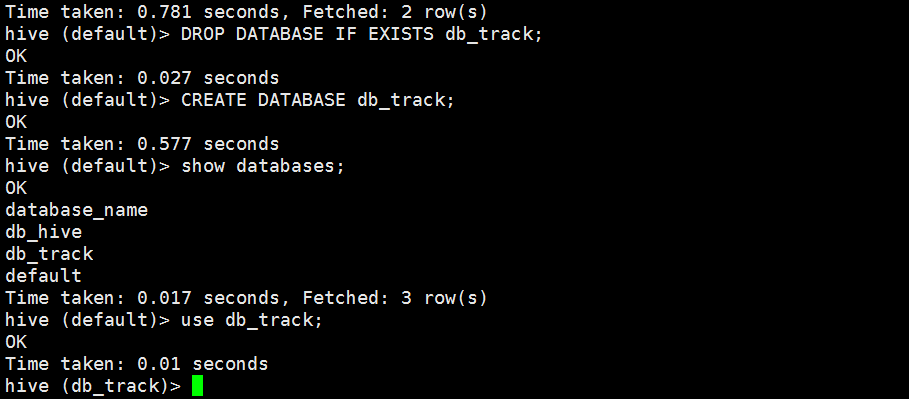 Time taken: 0.781 seconds, Fetched: 2 row(s)
hive (default)> DROP DATABASE IF EXISTS db_track;
OK
Time taken: 0.027 seconds
hive (default)> CREATE DATABASE db_track;
OK
Time taken: 0.577 seconds
hive (default)> show databases;
OK
database_name
db_hive
db_track
default
Time taken: 0.017 seconds, Fetched: 3 row(s)
hive (default)> use db_track;
OK
Time taken: 0.01 seconds
hive (db_track)>